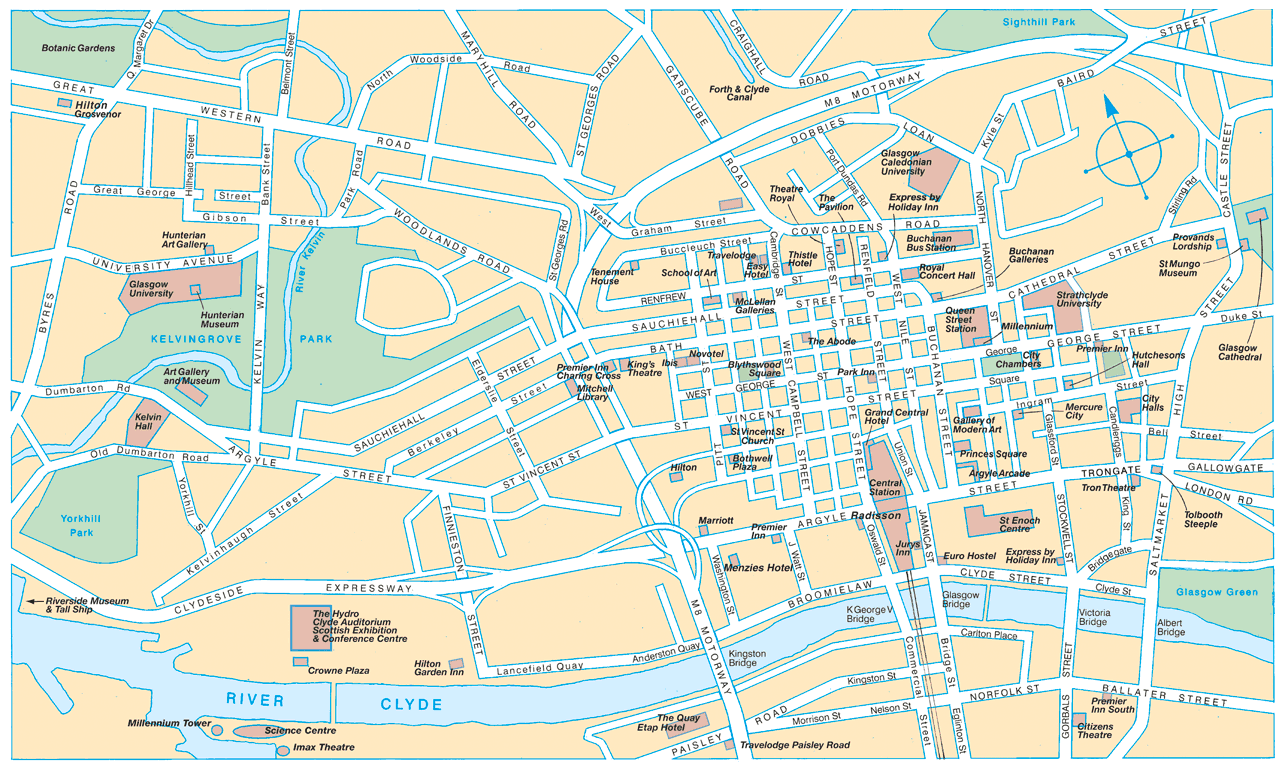 Botanic Gardens
Q. Margaret Dr
Belmont Street
MARYHILL ROAD
North Woodside Road
ST GEORGES ROAD
GARSCUBE ROAD
CRAIGHALL ROAD
Forth & Clyde
Canal
M8 MOTORWAY
Sighthill Park
STREET
BAIRD
Kyle St
DOBBIES LOAN
Port Dundas Rd
CASTLE STREET
Stirling Rd
GREAT WESTERN ROAD
Hilton
Grosvenor
Hillhead Street
Bank Street
Great George Street
Gibson Street
Park Road
WOODLANDS ROAD
BYRES ROAD
UNIVERSITY AVENUE
Hunterian
Art Gallery
Glasgow
University
Hunterian
Museum
KELVINGROVE PARK
River Kelvin
KELVIN WAY
Art Gallery
and Museum
Kelvin
Hall
Dumbarton Rd
Old Dumbarton Road
ARGYLE STREET
Yorkhill
Park
Yorkhill St
Kelvinhaugh Street
SAUCHIEHALL STREET
Berkeley Street
Elderslie Street
ST VINCENT ST
FINNIESTON STREET
CLYDESIDE EXPRESSWAY
Riverside Museum
& Tall Ship
The Hydro
Clyde Auditorium
Scottish Exhibition
& Conference Centre
Crowne Plaza
Hilton
Garden Inn
Lancefield Quay
Anderston Quay
RIVER CLYDE
Millennium Tower
Science Centre
Imax Theatre
St Georges Rd
West Graham Street
Buccleuch Street
Cambridge St
Tenement
House
School of Art
RENFREW ST
Travelodge
Easy
Hotel
Thistle
Hotel
Theatre
Royal
The
Pavilion
Express by
Holiday Inn
Glasgow
Caledonian
University
COWCADDENS ROAD
Buchanan
Bus Station
NORTH HANOVER ST
Buchanan
Galleries
Royal
Concert Hall
McLellan
Galleries
SAUCHIEHALL STREET
HOPE STREET
RENFIELD STREET
WEST NILE ST
BUCHANAN STREET
Queen
Street
Station
Millennium
CATHEDRAL STREET
Strathclyde
University
Provands
Lordship
St Mungo
Museum
Duke St
Glasgow
Cathedral
GEORGE STREET
George Square
City
Chambers
Premier Inn
Hutchesons
Hall
BATH STREET
The Abode
Premier Inn
Charing Cross
King's
Theatre
Ibis
Novotel
Mitchell
Library
Blythswood
Square
WEST GEORGE ST
WEST CAMPBELL STREET
Park Inn
ST VINCENT STREET
PITT ST
St Vincent St
Church
Bothwell
Plaza
Hilton
Grand Central
Hotel
Gallery of
Modern Art
Ingram Street
Mercure
City
Glassford St
Candleriggs
City
Halls
HIGH STREET
Bell Street
Princes Square
Argyle Arcade
Union St
Central
Station
ARGYLE STREET
TRONGATE
GALLOWGATE
LONDON RD
Tron Theatre
Tolbooth
Steeple
King St
SALTMARKET
STOCKWELL ST
St Enoch
Centre
Radisson
Oswald St
Jurys
Inn
JAMAICA ST
Marriott
Premier
Inn
Menzies Hotel
J. Watt St
Washington St
BROOMIELAW
Euro Hostel
Express by
Holiday Inn
Bridgegate
CLYDE STREET
Clyde St
Glasgow Green
M8 MOTORWAY
Kingston
Bridge
K George V
Bridge
Glasgow
Bridge
Victoria
Bridge
Albert
Bridge
Carlton Place
Commercial Street
Bridge St
Kingston St
Nelson St
Morrison St
NORFOLK ST
Eglinton St
GORBALS STREET
BALLATER STREET
Premier
Inn South
Citizens
Theatre
The Quay
Etap Hotel
PAISLEY ROAD
Travelodge Paisley Road